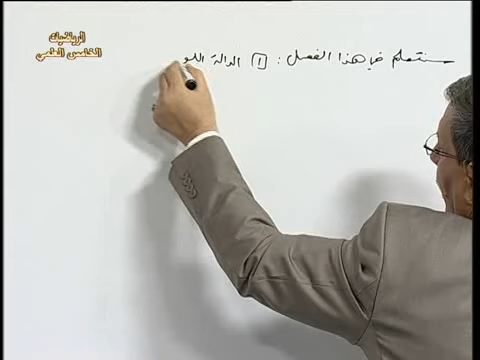 الرياضيات
الخامس العلمي
سنتعلم في هذا الفصل : [1] الدالة اللو